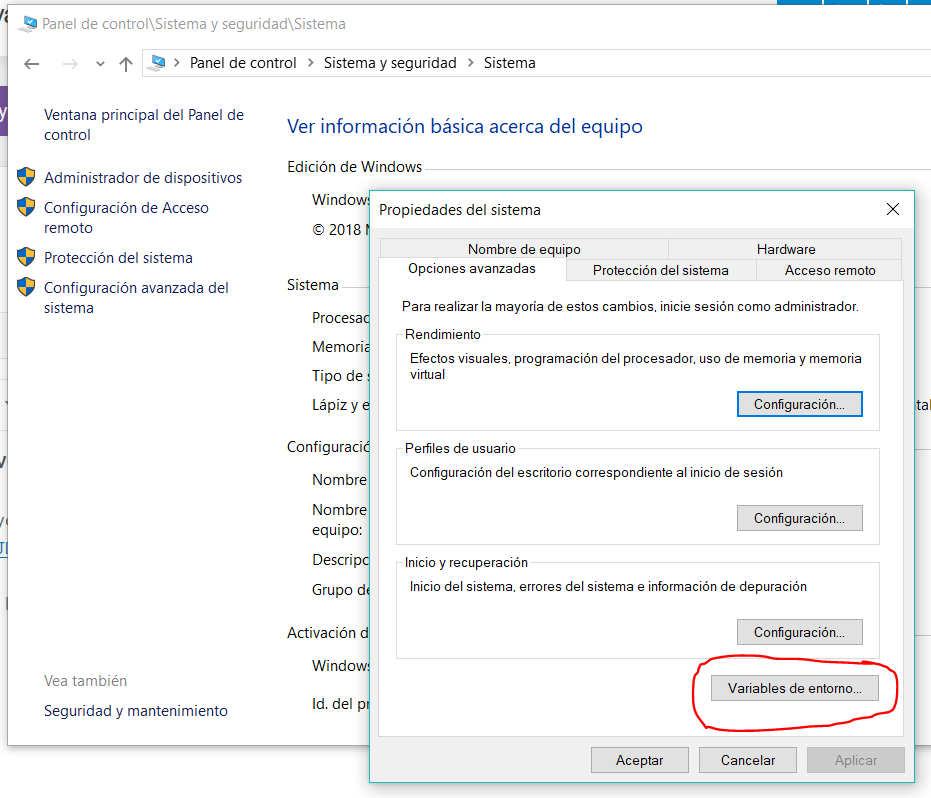 Panel de control\Sistema y seguridad\Sistema
Panel de control > Sistema y seguridad > Sistema
Ventana principal del Panel de
control
Administrador de dispositivos
Configuración de Acceso
remoto
Protección del sistema
Configuración avanzada del
sistema
Vea también
Seguridad y mantenimiento
Ver información básica acerca del equipo
Edición de Windows
Windows
© 2018
Sistema
Memoria
Tipo de
Lápiz y
Nombre
Nombre
equipo:
Grupo
Activación
Windows
Id. del
Propiedades del sistema
Nombre de equipo
Hardware
Opciones avanzadas
Protección del sistema
Acceso remoto
Para realizar la mayoría de estos cambios, inicie sesión como administrador.
Rendimiento
Efectos visuales, programación del procesador, uso de memoria y memoria
virtual
Configuración...
Perfiles de usuario
Configuración del escritorio correspondiente al inicio de sesión
Configuración...
Inicio y recuperación
Inicio del sistema, errores del sistema e información de depuración
Configuración...
Variables de entorno...
Aceptar
Cancelar
Aplicar